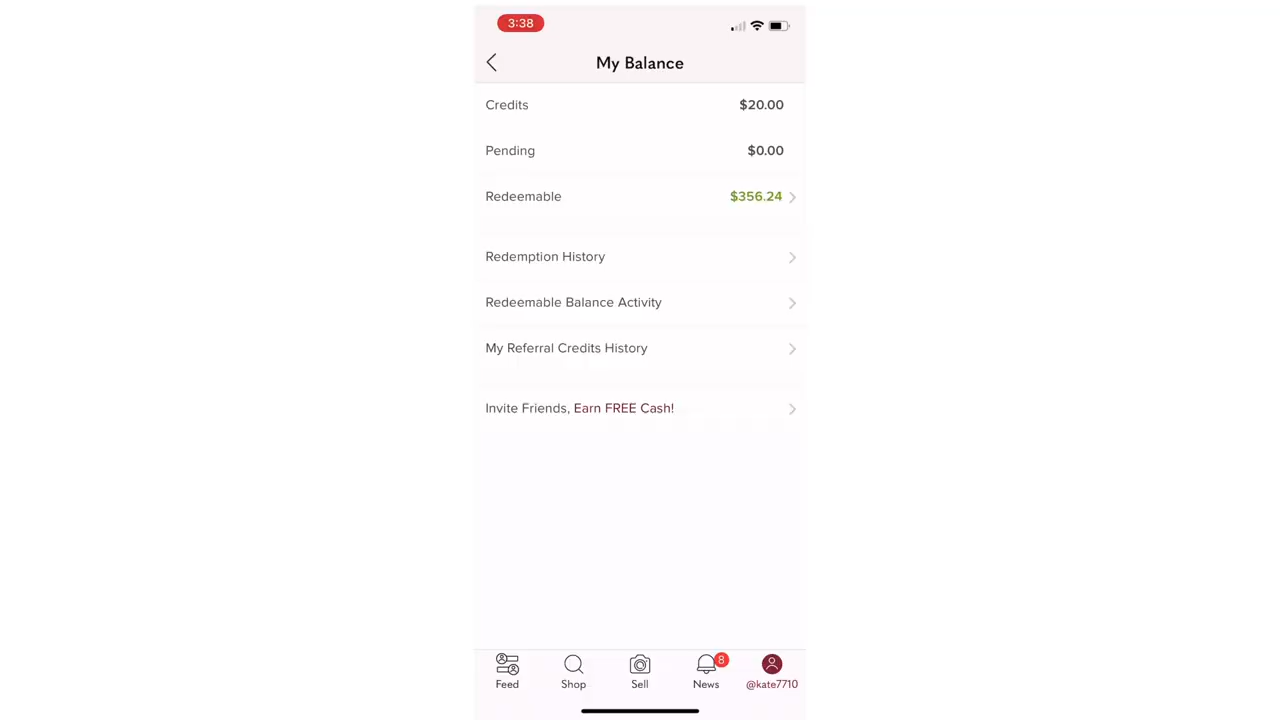 3:38
My Balance
Credits $20.00
Pending $0.00
Redeemable $356.24
Redemption History
Redeemable Balance Activity
My Referral Credits History
Invite Friends, Earn FREE Cash!
8
Feed Shop Sell News @kate7710